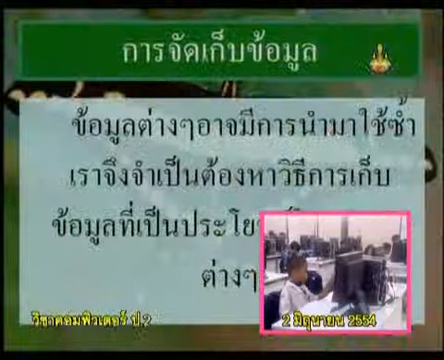 การจัดเก็บข้อมูล
ข้อมูลต่างๆอาจมีการนำมาใช้ซ้ำ
เราจึงจำเป็นต้องหาวิธีการเก็บ
ข้อมูลที่เป็นประโย
ต่างๆ
วิชาคอมพิวเตอร์ ป.2
2 มิถุนายน 2554